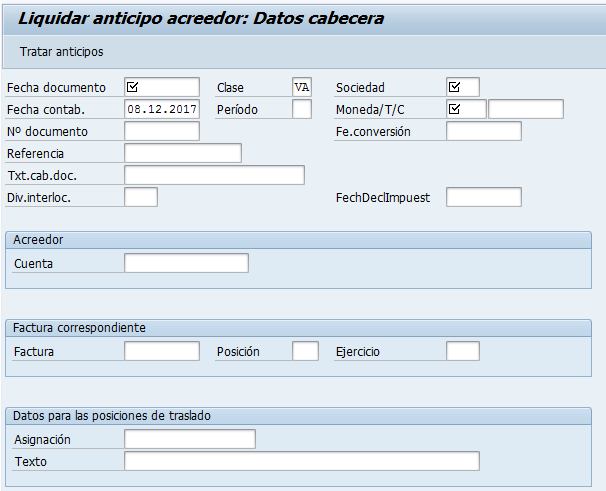 Liquidar anticipo acreedor: Datos cabecera
Tratar anticipos
Fecha documento Clase VA Sociedad
Fecha contab. 08.12.2017 Período Moneda/T/C
Nº documento Fe.conversión
Referencia
Txt.cab.doc.
Div.interloc. FechDeclImpuest
Acreedor
Cuenta
Factura correspondiente
Factura Posición Ejercicio
Datos para las posiciones de traslado
Asignación
Texto